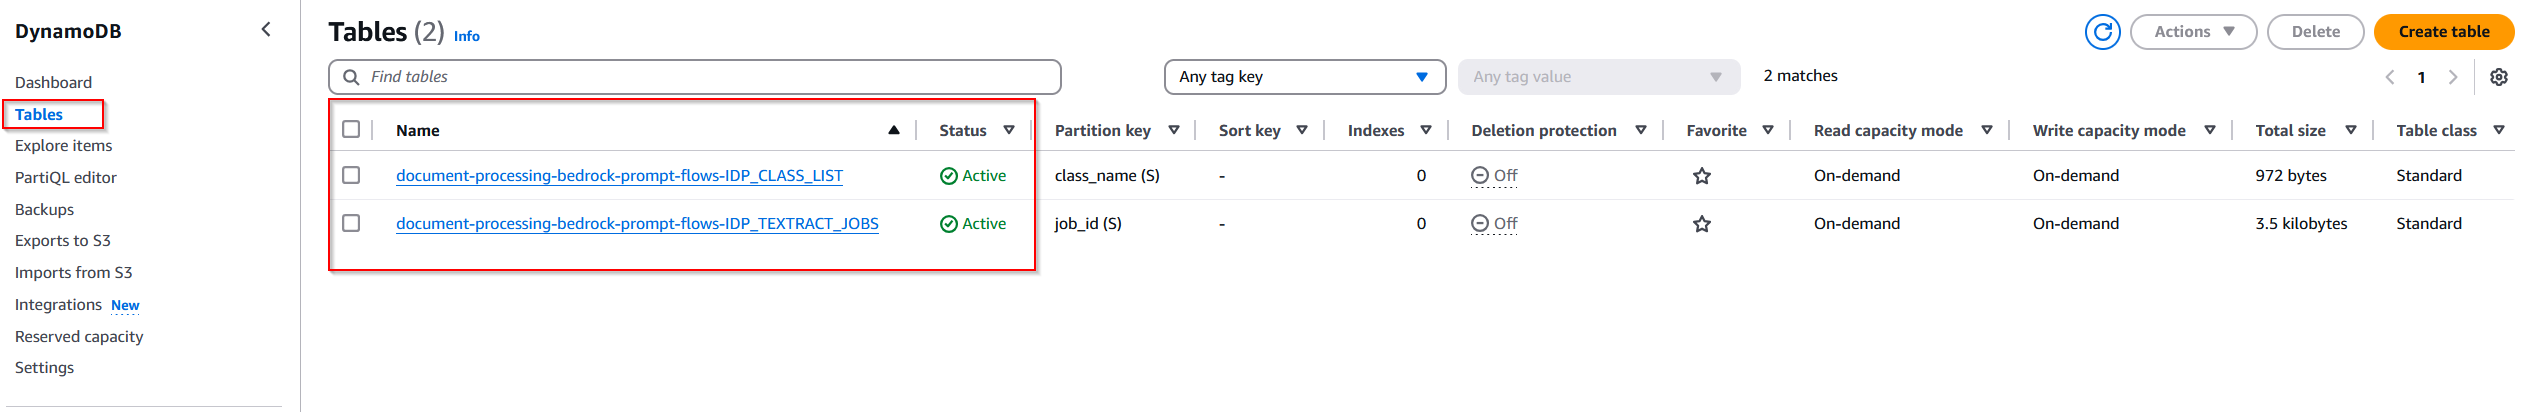 DynamoDB
Dashboard
Tables
Explore items
PartiQL editor
Backups
Exports to S3
Imports from S3
Integrations New
Reserved capacity
Settings
Tables (2) Info
Actions Delete Create table
Find tables Any tag key Any tag value 2 matches 1
Name Status Partition key Sort key Indexes Deletion protection Favorite Read capacity mode Write capacity mode Total size Table class
document-processing-bedrock-prompt-flows-IDP_CLASS_LIST Active class_name (S) - 0 Off On-demand On-demand 972 bytes Standard
document-processing-bedrock-prompt-flows-IDP_TEXTRACT_JOBS Active job_id (S) - 0 Off On-demand On-demand 3.5 kilobytes Standard